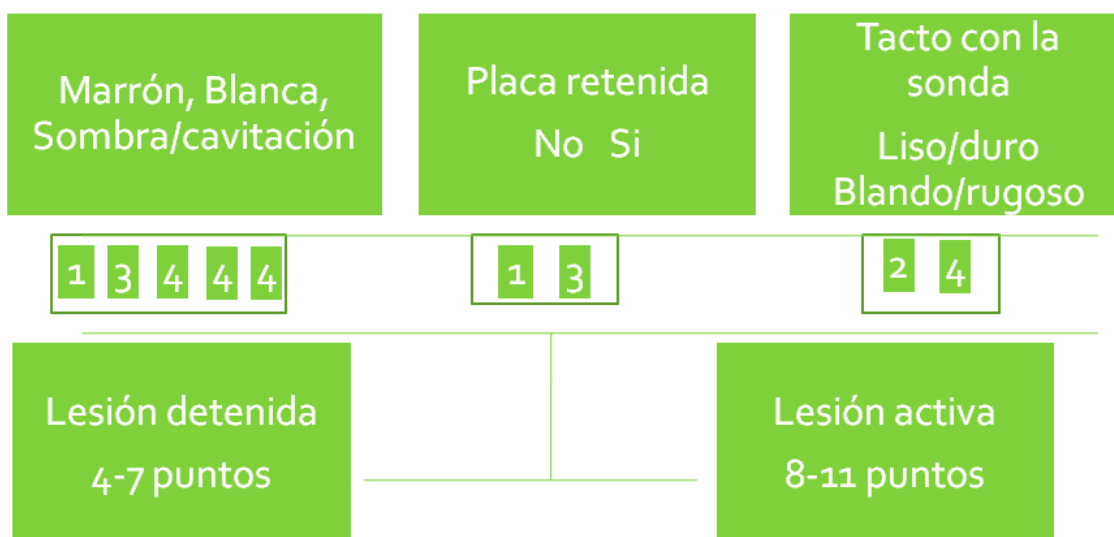 Marrón, Blanca,
Sombra/cavitación
Placa retenida
No Si
Tacto con la
sonda
Liso/duro
Blando/rugoso
1 3 4 4 4
1 3
2 4
Lesión detenida
4-7 puntos
Lesión activa
8-11 puntos